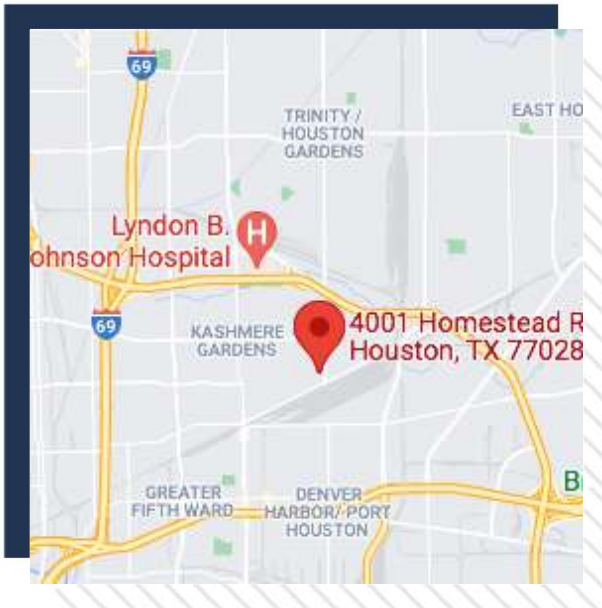 69
TRINITY /
HOUSTON
GARDENS
EAST HO
Lyndon B.
ohnson Hospital
H
69
KASHMERE
GARDENS
4001 Homestead R
Houston, TX 77028
GREATER
FIFTH WARD
DENVER
HARBOR/ PORT
HOUSTON
B